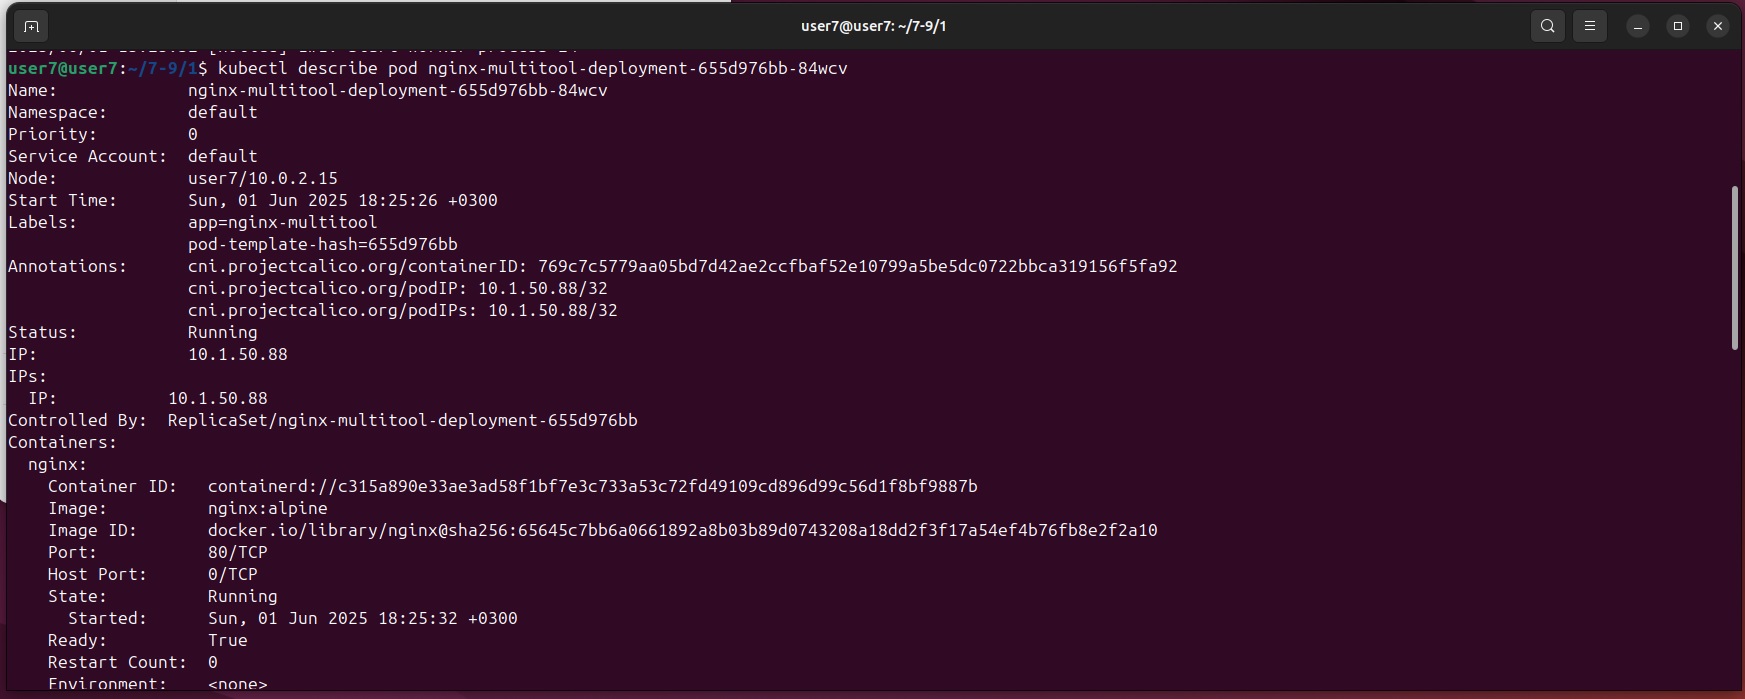 user7@user7: ~/7-9/1
user7@user7:~/7-9/1$ kubectl describe pod nginx-multitool-deployment-655d976bb-84wcv
Name:             nginx-multitool-deployment-655d976bb-84wcv
Namespace:        default
Priority:         0
Service Account:  default
Node:             user7/10.0.2.15
Start Time:       Sun, 01 Jun 2025 18:25:26 +0300
Labels:           app=nginx-multitool
                  pod-template-hash=655d976bb
Annotations:      cni.projectcalico.org/containerID: 769c7c5779aa05bd7d42ae2ccfbaf52e10799a5be5dc0722bbca319156f5fa92
                  cni.projectcalico.org/podIP: 10.1.50.88/32
                  cni.projectcalico.org/podIPs: 10.1.50.88/32
Status:           Running
IP:               10.1.50.88
IPs:
  IP:           10.1.50.88
Controlled By:  ReplicaSet/nginx-multitool-deployment-655d976bb
Containers:
  nginx:
    Container ID:   containerd://c315a890e33ae3ad58f1bf7e3c733a53c72fd49109cd896d99c56d1f8bf9887b
    Image:          nginx:alpine
    Image ID:       docker.io/library/nginx@sha256:65645c7bb6a0661892a8b03b89d0743208a18dd2f3f17a54ef4b76fb8e2f2a10
    Port:           80/TCP
    Host Port:      0/TCP
    State:          Running
      Started:      Sun, 01 Jun 2025 18:25:32 +0300
    Ready:          True
    Restart Count:  0
    Environment:    <none>